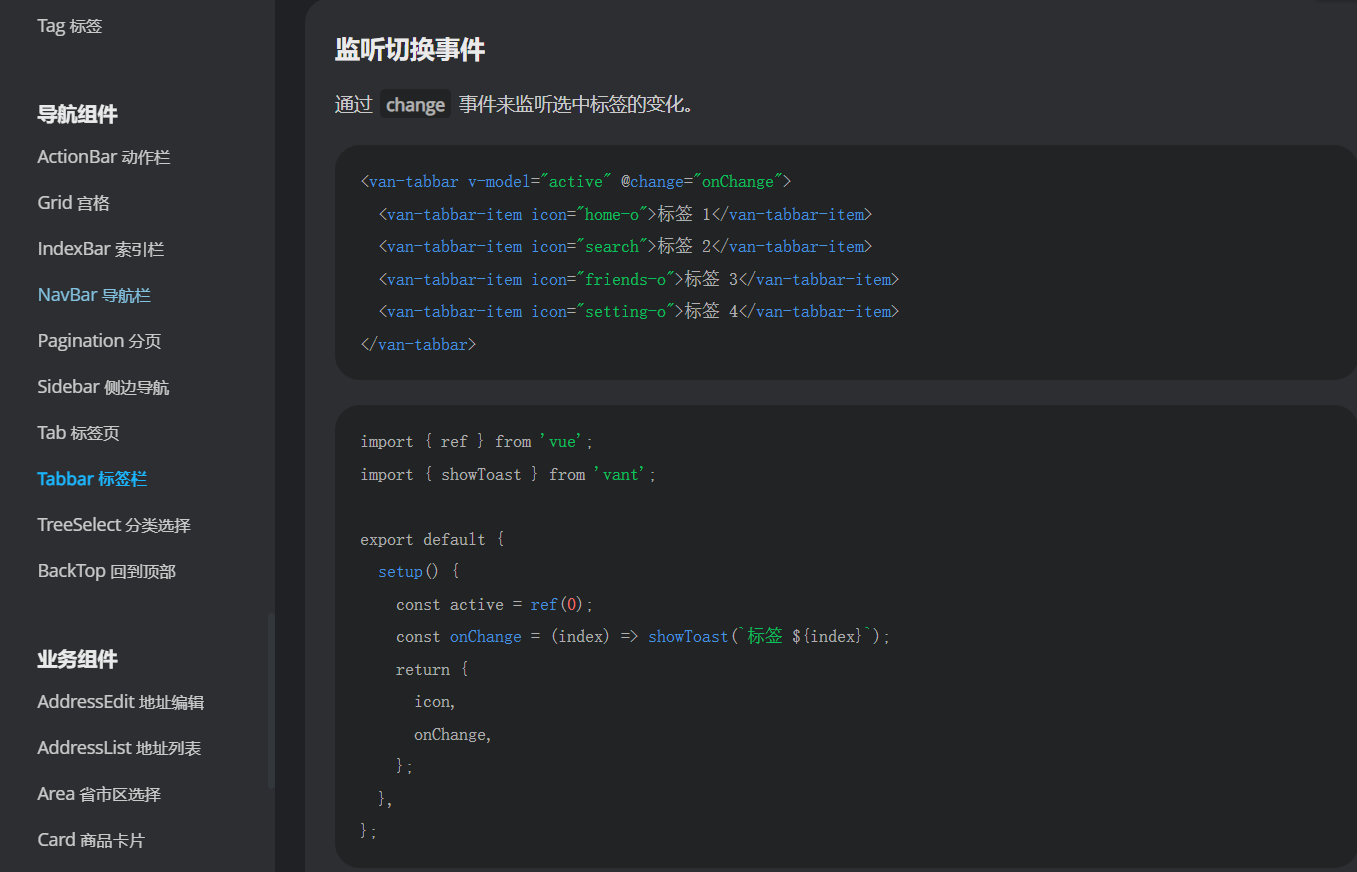 Tag 标签
导航组件
ActionBar 动作栏
Grid 宫格
IndexBar 索引栏
NavBar 导航栏
Pagination 分页
Sidebar 侧边导航
Tab 标签页
Tabbar 标签栏
TreeSelect 分类选择
BackTop 回到顶部
业务组件
AddressEdit 地址编辑
AddressList 地址列表
Area 省市区选择
Card 商品卡片
监听切换事件
通过 change 事件来监听选中标签的变化。
<van-tabbar v-model="active" @change="onChange">
  <van-tabbar-item icon="home-o">标签 1</van-tabbar-item>
  <van-tabbar-item icon="search">标签 2</van-tabbar-item>
  <van-tabbar-item icon="friends-o">标签 3</van-tabbar-item>
  <van-tabbar-item icon="setting-o">标签 4</van-tabbar-item>
</van-tabbar>
import { ref } from 'vue';
import { showToast } from 'vant';
export default {
  setup() {
    const active = ref(0);
    const onChange = (index) => showToast(`标签 ${index}`);
    return {
      icon,
      onChange,
    };
  },
};